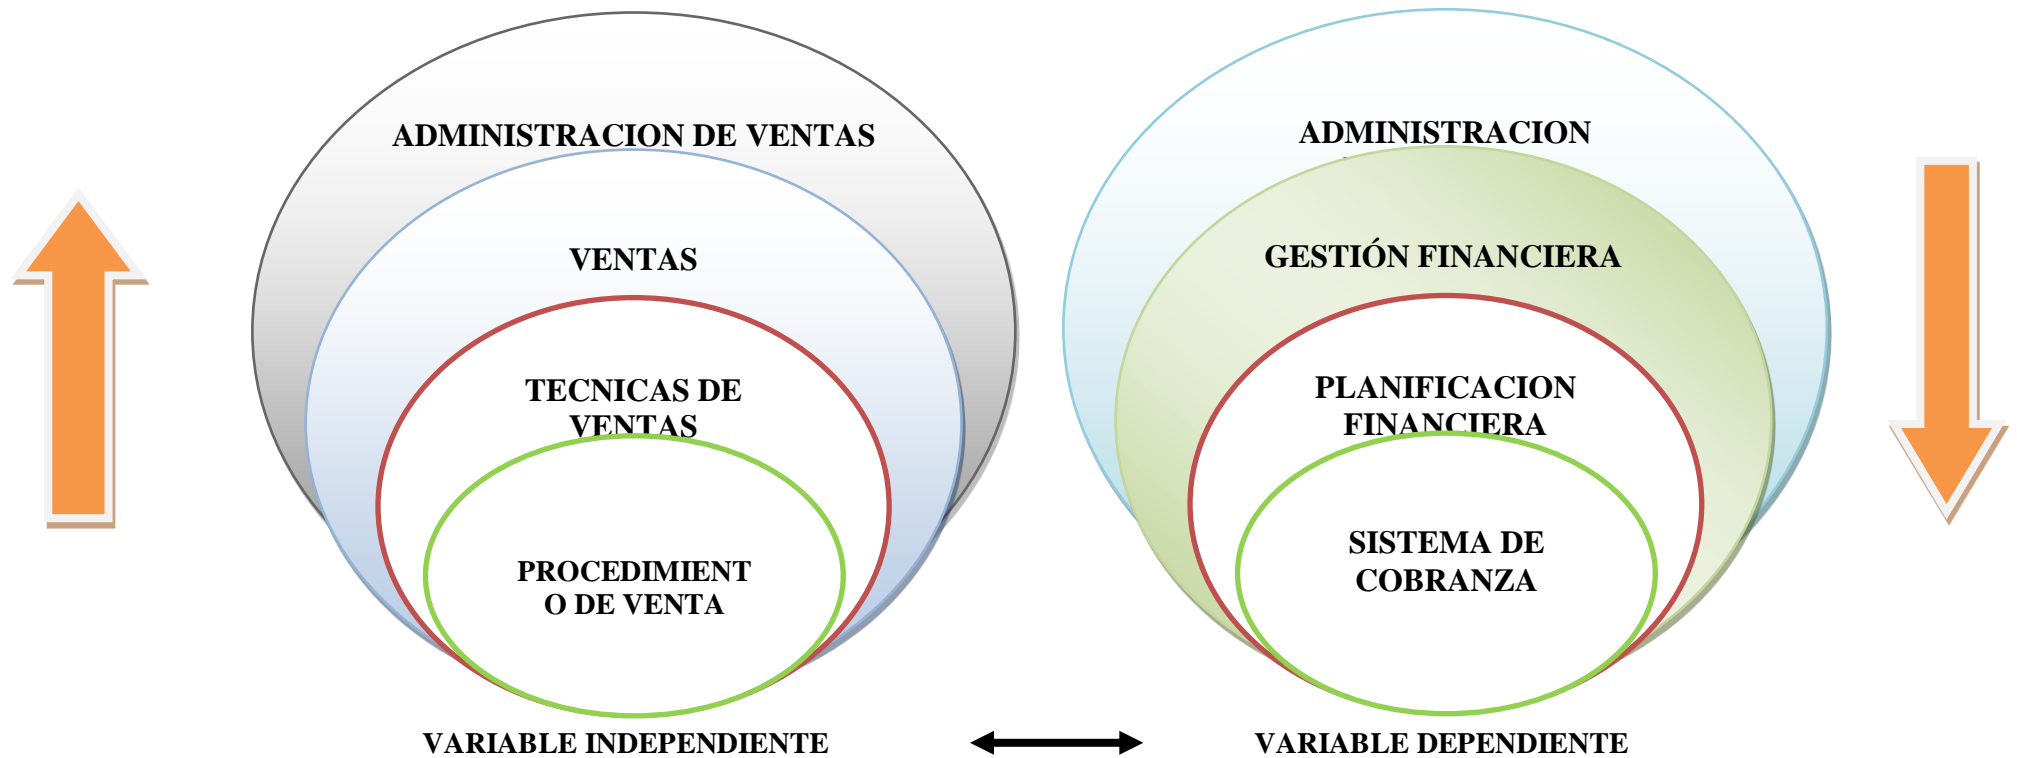 ADMINISTRACION DE VENTAS
VENTAS
TECNICAS DE
VENTAS
PROCEDIMIENT
O DE VENTA
VARIABLE INDEPENDIENTE
ADMINISTRACION
GESTIÓN FINANCIERA
PLANIFICACION
FINANCIERA
SISTEMA DE
COBRANZA
VARIABLE DEPENDIENTE